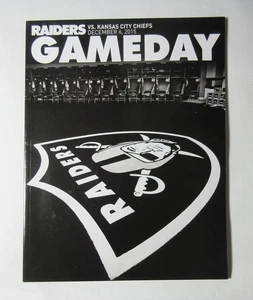 RAIDERS VS. KANSAS CITY CHIEFS
DECEMBER 6, 2015
GAMEDAY
RAIDERS